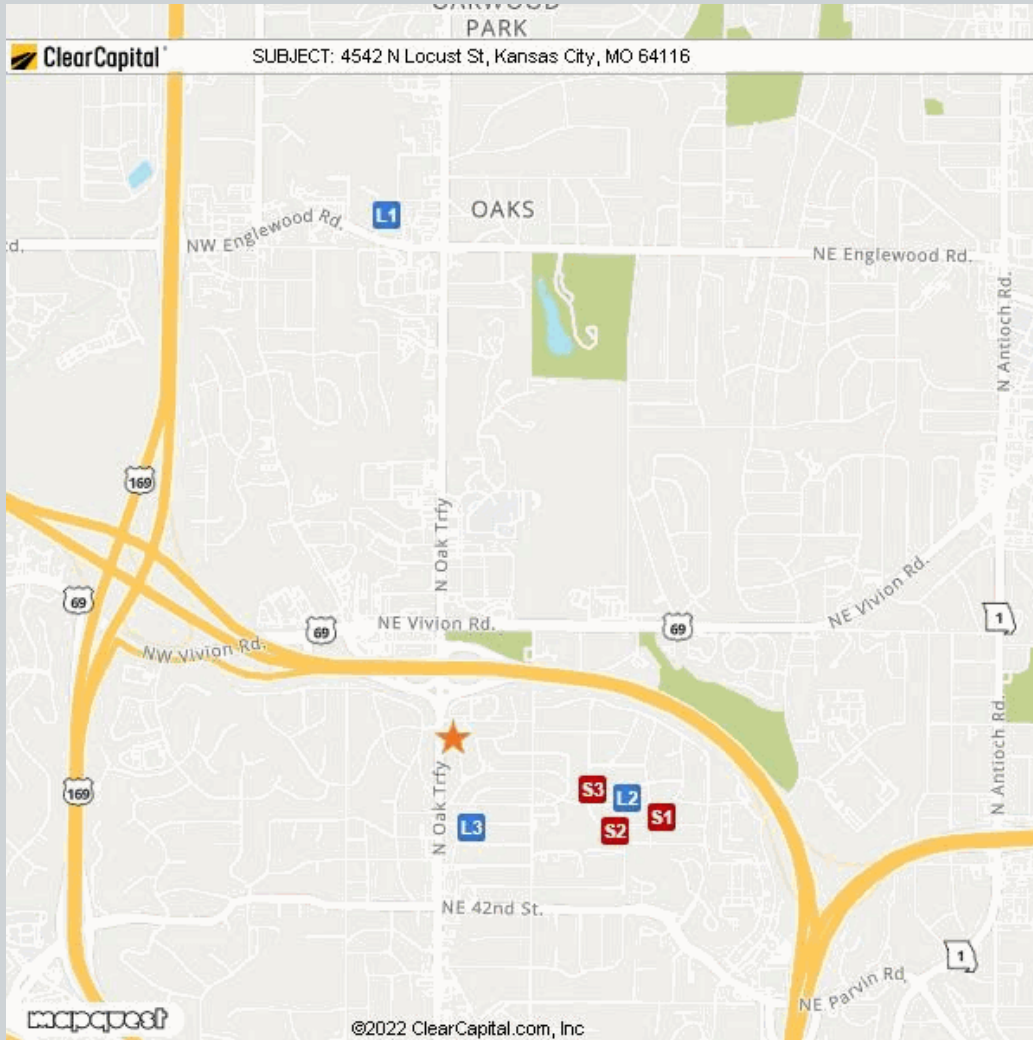 OAKWOOD
PARK
ClearCapital
SUBJECT: 4542 N Locust St, Kansas City, MO 64116
L1
OAKS
NW Englewood Rd.
NE Englewood Rd.
N Antioch Rd.
169
N Oak Trfy
69
69
NE Vivion Rd.
69
NE Vivion Rd.
1
NW Vivion Rd.
169
N Oak Trfy
S3
L2
S1
S2
L3
N Antioch Rd.
NE 42nd St.
1
NE Parvin Rd
mapquest
©2022 ClearCapital.com, Inc